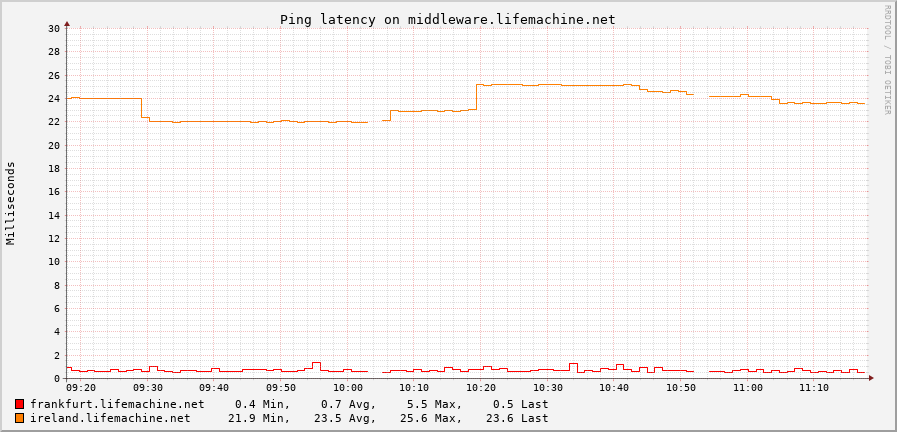 Ping latency on middleware.lifemachine.net
RRDTOOL / TOBI OETIKER
Milliseconds
30
28
26
24
22
20
18
16
14
12
10
8
6
4
2
0
09:20 09:30 09:40 09:50 10:00 10:10 10:20 10:30 10:40 10:50 11:00 11:10
frankfurt.lifemachine.net 0.4 Min, 0.7 Avg, 5.5 Max, 0.5 Last
ireland.lifemachine.net 21.9 Min, 23.5 Avg, 25.6 Max, 23.6 Last